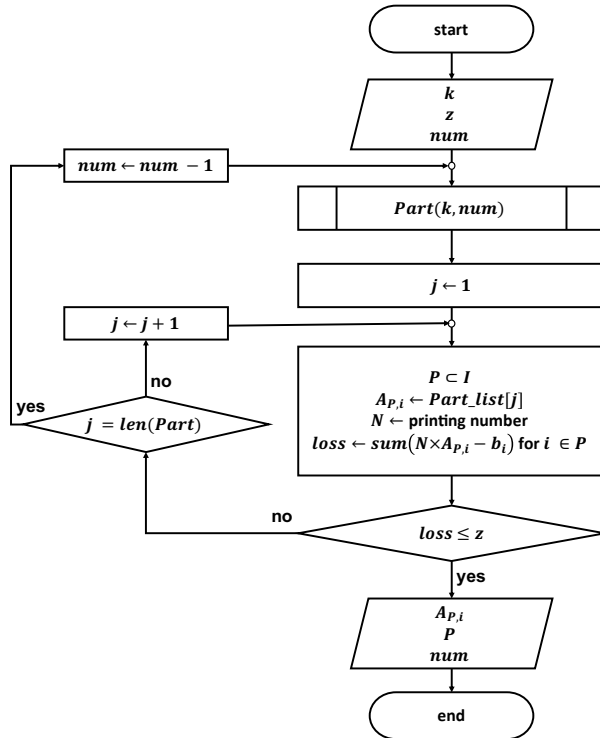 start
k
z
num
num ← num − 1
Part(k, num)
j ← 1
j ← j + 1
P ⊂ I
A_{P,i} ← Part_list[j]
N ← printing number
loss ← sum(N×A_{P,i} − b_i) for i ∈ P
no
yes
j = len(Part)
no
loss ≤ z
yes
A_{P,i}
P
num
end